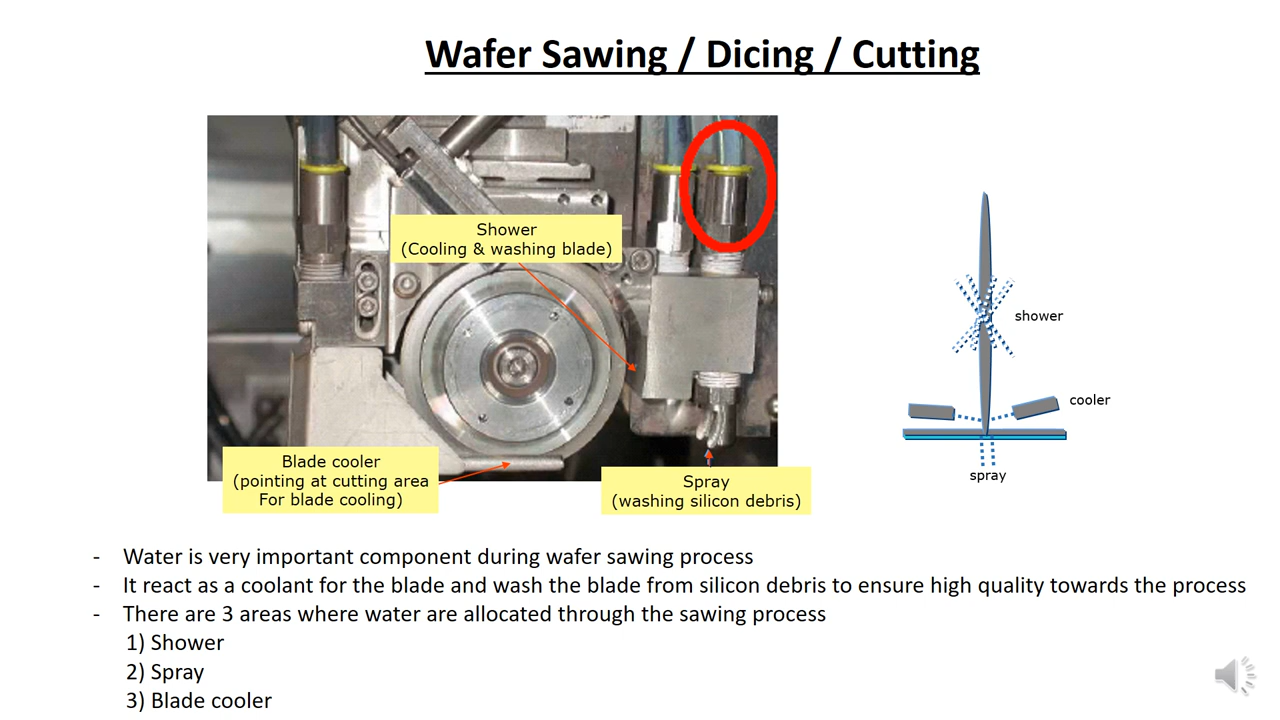 Wafer Sawing / Dicing / Cutting
Shower
(Cooling & washing blade)
Blade cooler
(pointing at cutting area
For blade cooling)
Spray
(washing silicon debris)
shower
cooler
spray
- Water is very important component during wafer sawing process
- It react as a coolant for the blade and wash the blade from silicon debris to ensure high quality towards the process
- There are 3 areas where water are allocated through the sawing process
1) Shower
2) Spray
3) Blade cooler